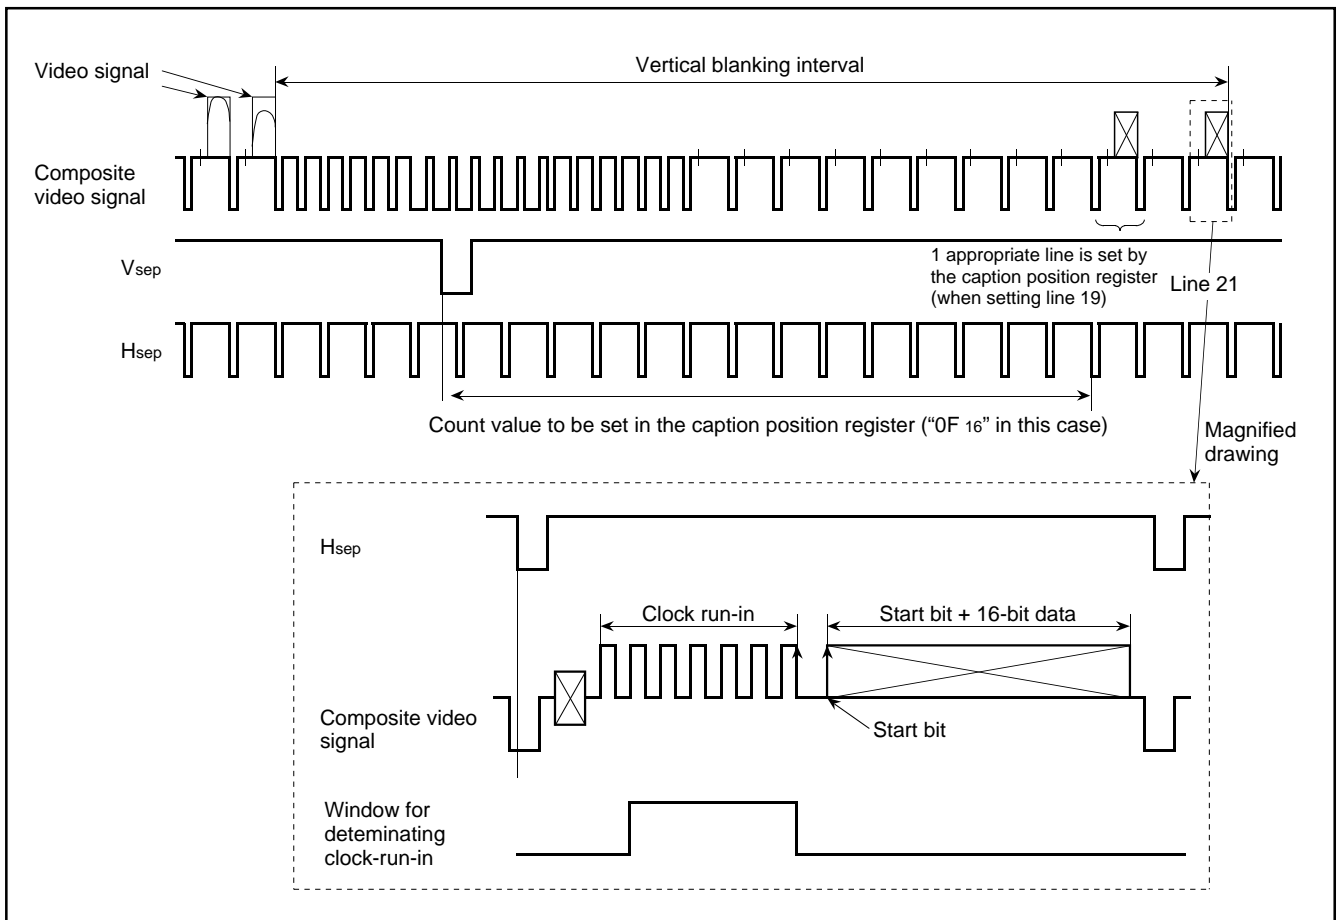 Video signal
Vertical blanking interval
Composite
video signal
Vsep
1 appropriate line is set by
the caption position register
(when setting line 19)
Line 21
Hsep
Count value to be set in the caption position register (“0F 16” in this case)
Magnified
drawing
Hsep
Clock run-in
Start bit + 16-bit data
Composite video
signal
Start bit
Window for
deteminating
clock-run-in